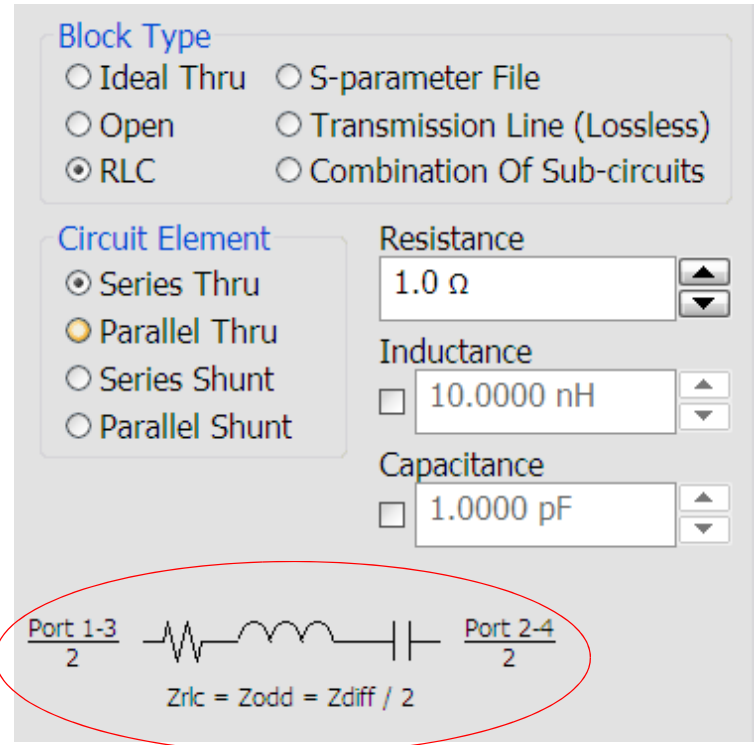 Block Type
Ideal Thru
S-parameter File
Open
Transmission Line (Lossless)
RLC
Combination Of Sub-circuits
Circuit Element
Series Thru
Parallel Thru
Series Shunt
Parallel Shunt
Resistance
1.0 Ω
Inductance
10.0000 nH
Capacitance
1.0000 pF
Port 1-3
2
Port 2-4
2
Zrlc = Zodd = Zdiff / 2